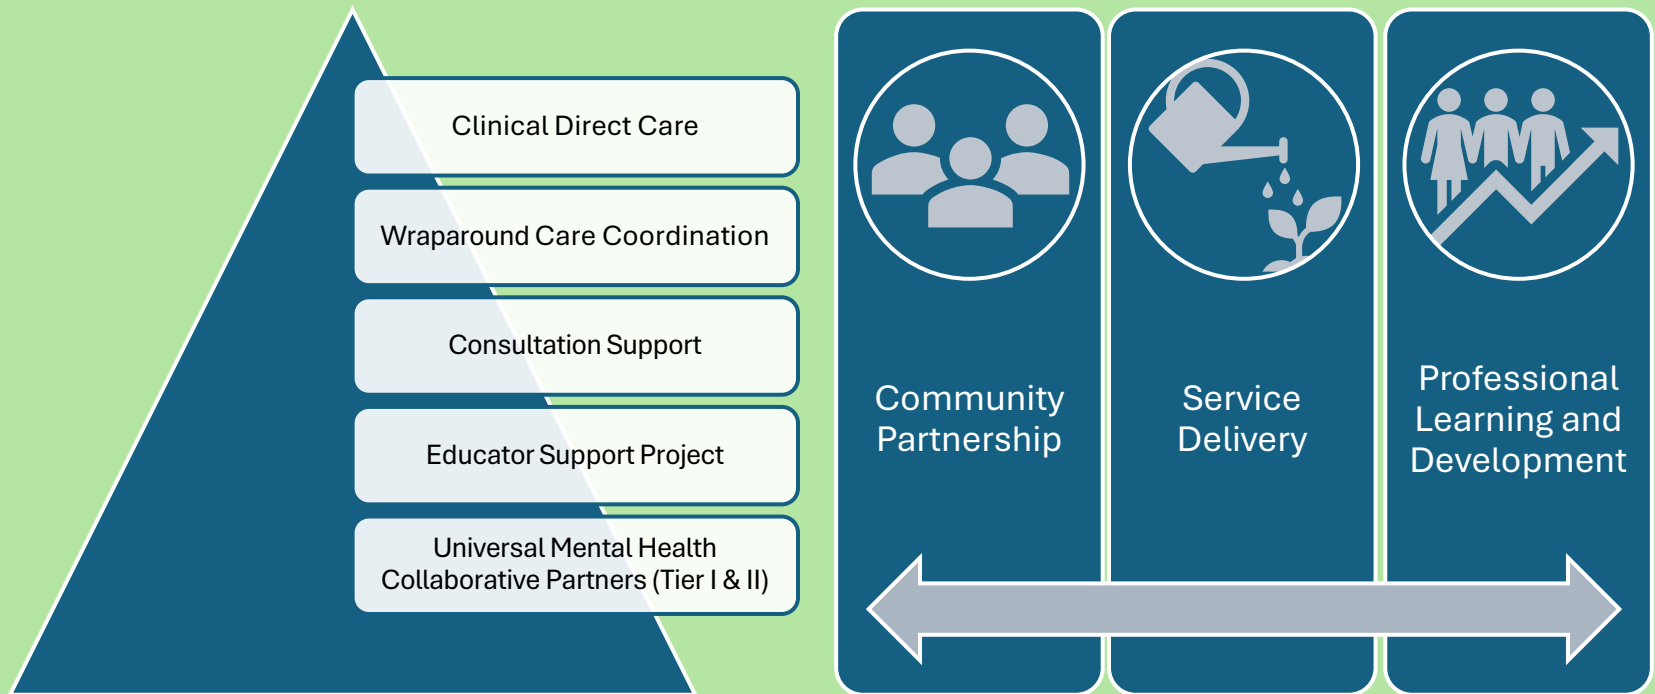 Clinical Direct Care
Wraparound Care Coordination
Consultation Support
Educator Support Project
Universal Mental Health
Collaborative Partners (Tier I & II)
Community
Partnership
Service
Delivery
Professional
Learning and
Development